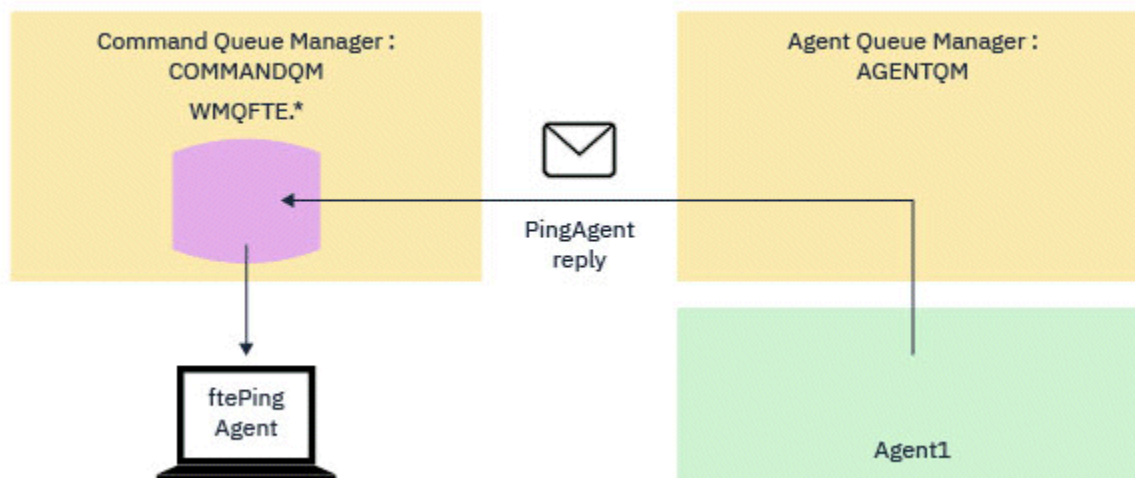 Command Queue Manager :
COMMANDQM
WMQFTE.*
Agent Queue Manager :
AGENTQM
PingAgent
reply
ftePing
Agent
Agent1